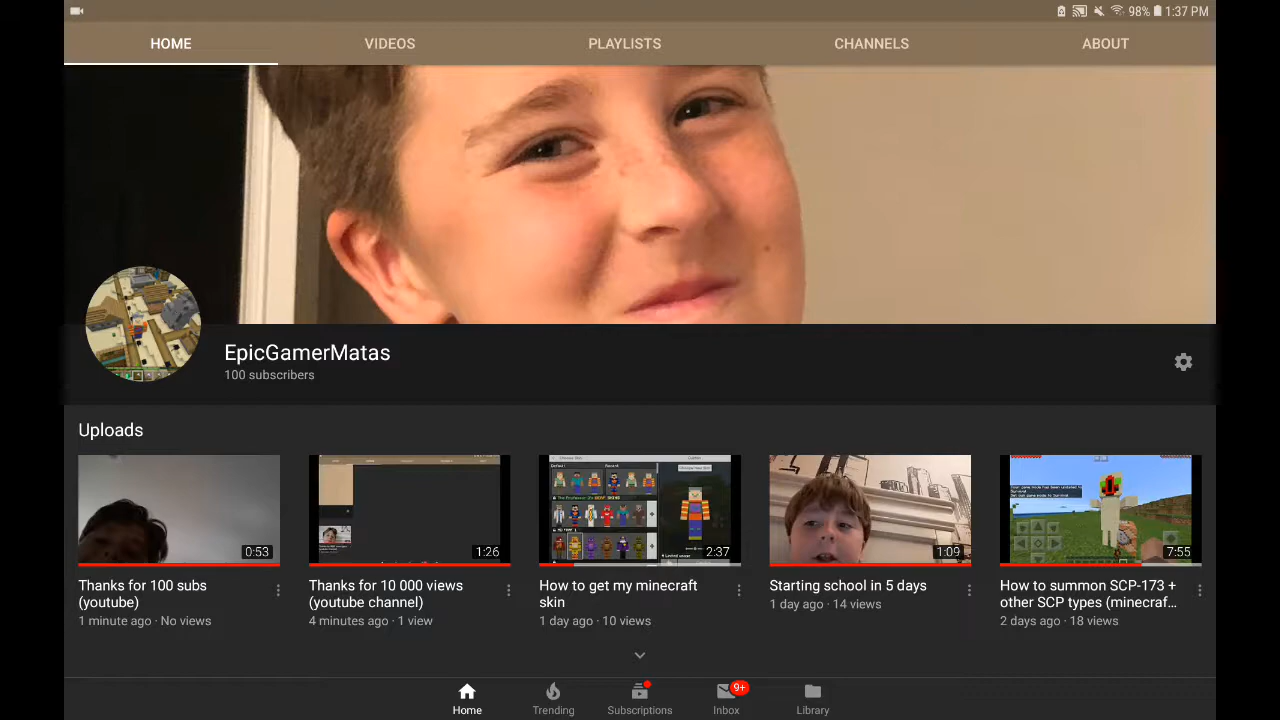 98% 1:37 PM
HOME VIDEOS PLAYLISTS CHANNELS ABOUT
EpicGamerMatas
100 subscribers
Uploads
0:53
1:26
2:37
1:09
7:55
Thanks for 100 subs
(youtube)
1 minute ago · No views
Thanks for 10 000 views
(youtube channel)
4 minutes ago · 1 view
How to get my minecraft
skin
1 day ago · 10 views
Starting school in 5 days
1 day ago · 14 views
How to summon SCP-173 +
other SCP types (minecraf...
2 days ago · 18 views
9+
Home Trending Subscriptions Inbox Library